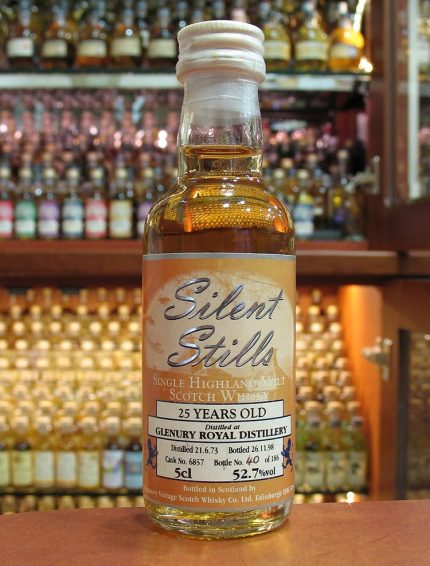 Silent
Stills
Single Highland Malt
Scotch Whisky
25 YEARS OLD
Distilled at
GLENURY ROYAL DISTILLERY
Distilled 21.6.73 Bottled 26.11.98
Cask No. 6857 Bottle No. 40 of 186
5cl 52.7%vol
Bottled in Scotland by
Vintage Scotch Whisky Co. Ltd. Edinburgh